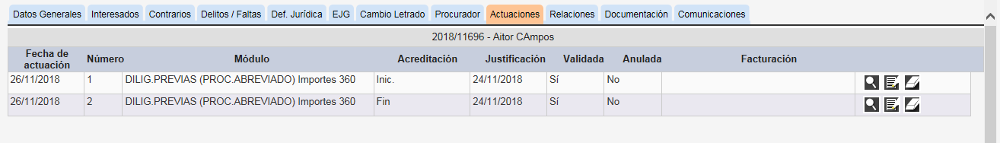 Datos Generales Interesados Contrarios Delitos / Faltas Def. Jurídica EJG Cambio Letrado Procurador Actuaciones Relaciones Documentación Comunicaciones
2018/11696 - Aitor CAmpos
Fecha de actuación Número Módulo Acreditación Justificación Validada Anulada Facturación
26/11/2018 1 DILIG.PREVIAS (PROC.ABREVIADO) Importes 360 Inic. 24/11/2018 Sí No
26/11/2018 2 DILIG.PREVIAS (PROC.ABREVIADO) Importes 360 Fin 24/11/2018 Sí No